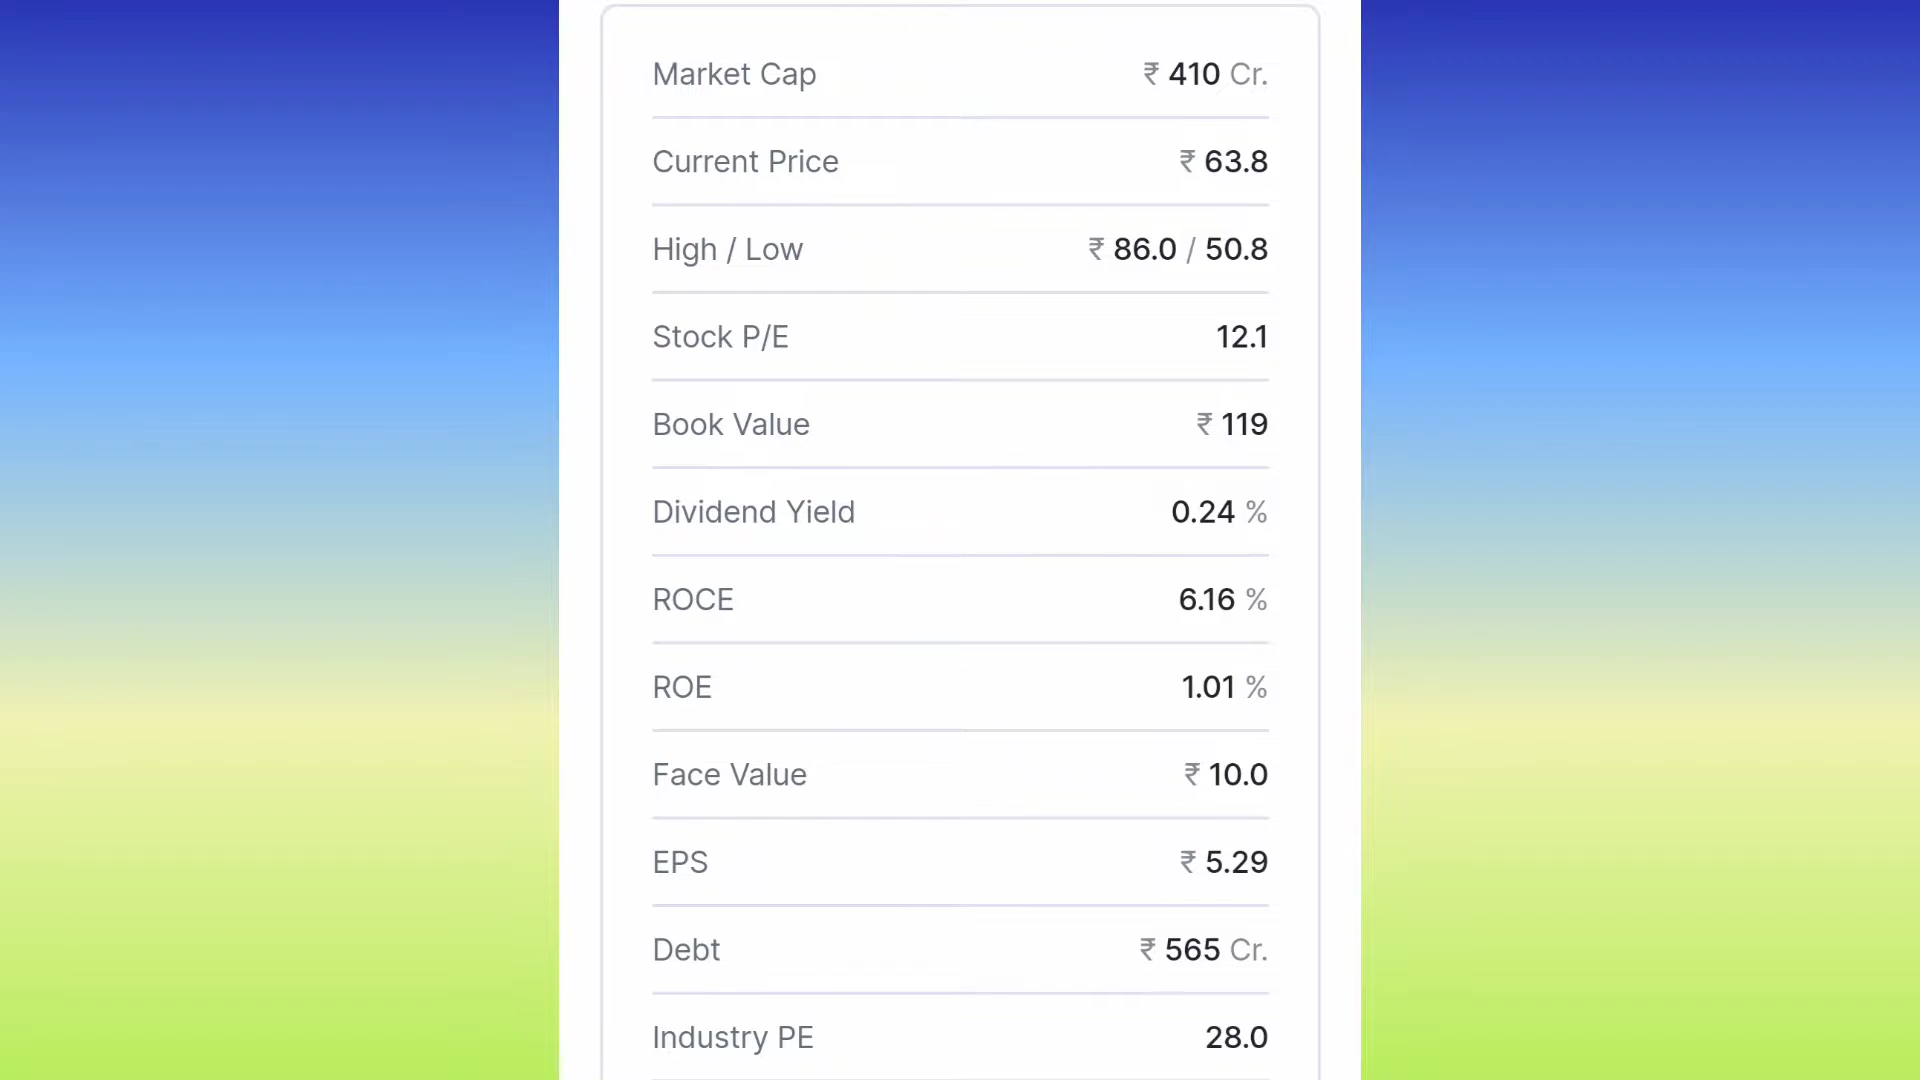 Market Cap ₹ 410 Cr.
Current Price ₹ 63.8
High / Low ₹ 86.0 / 50.8
Stock P/E 12.1
Book Value ₹ 119
Dividend Yield 0.24 %
ROCE 6.16 %
ROE 1.01 %
Face Value ₹ 10.0
EPS ₹ 5.29
Debt ₹ 565 Cr.
Industry PE 28.0